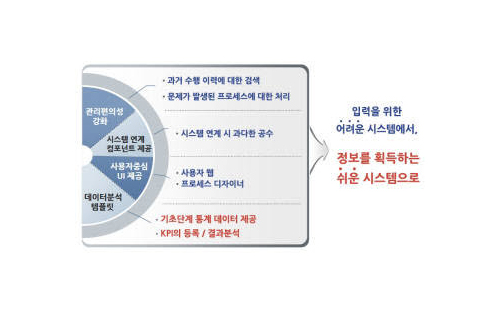 관리편의성
강화
시스템 연계
컴포넌트 제공
사용자중심
UI 제공
데이터분석
템플릿
· 과거 수행 이력에 대한 검색
· 문제가 발생된 프로세스에 대한 처리
· 시스템 연계 시 과다한 공수
· 사용자 웹
· 프로세스 디자이너
· 기초단계 통계 데이터 제공
· KPI의 등록 / 결과분석
입력을 위한
어려운 시스템에서,
정보를 획득하는
쉬운 시스템으로